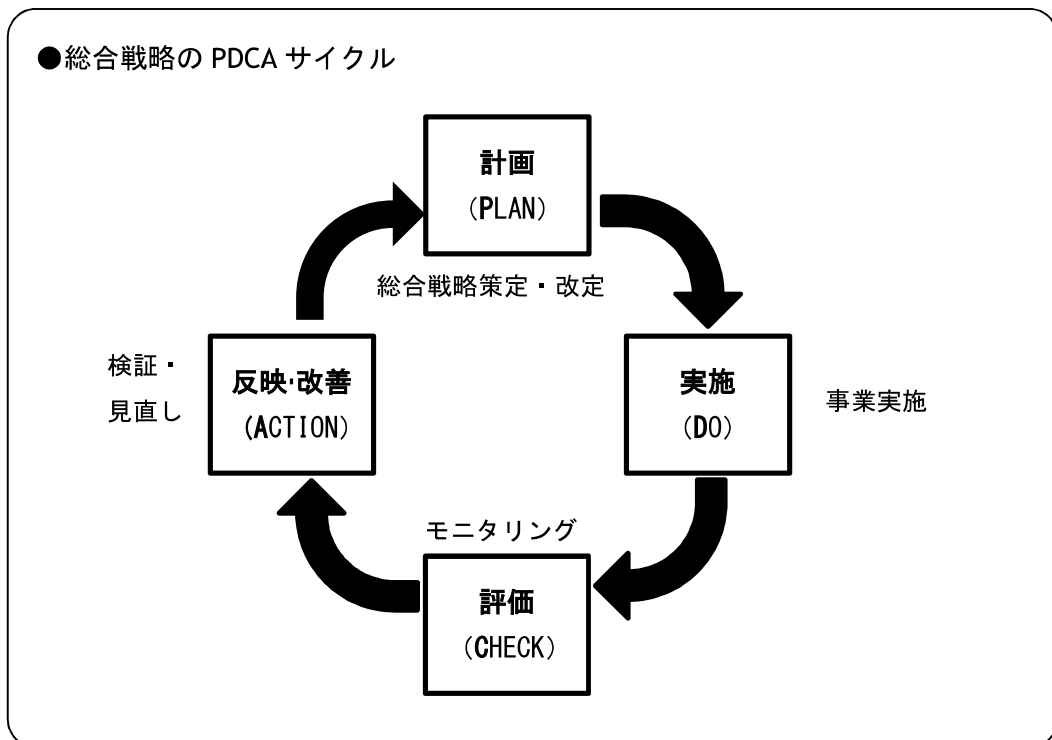 ●総合戦略の PDCA サイクル
計画
(PLAN)
総合戦略策定・改定
検証・
見直し
反映・改善
(ACTION)
実施
(DO)
事業実施
モニタリング
評価
(CHECK)